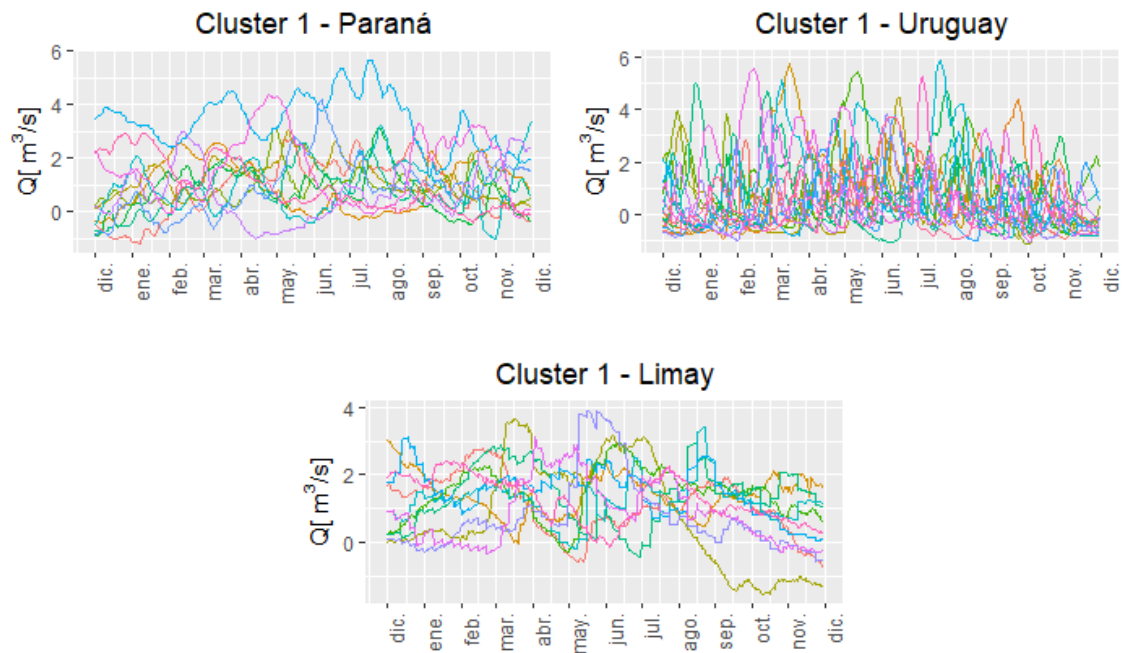 Cluster 1 - Paraná
Q[ m³/s]
6
4
2
0
dic.
ene.
feb.
mar.
abr.
may.
jun.
jul.
ago.
sep.
oct.
nov.
dic.
Cluster 1 - Uruguay
Q[ m³/s]
6
4
2
0
dic.
ene.
feb.
mar.
abr.
may.
jun.
jul.
ago.
sep.
oct.
nov.
dic.
Cluster 1 - Limay
Q[ m³/s]
4
2
0
dic.
ene.
feb.
mar.
abr.
may.
jun.
jul.
ago.
sep.
oct.
nov.
dic.